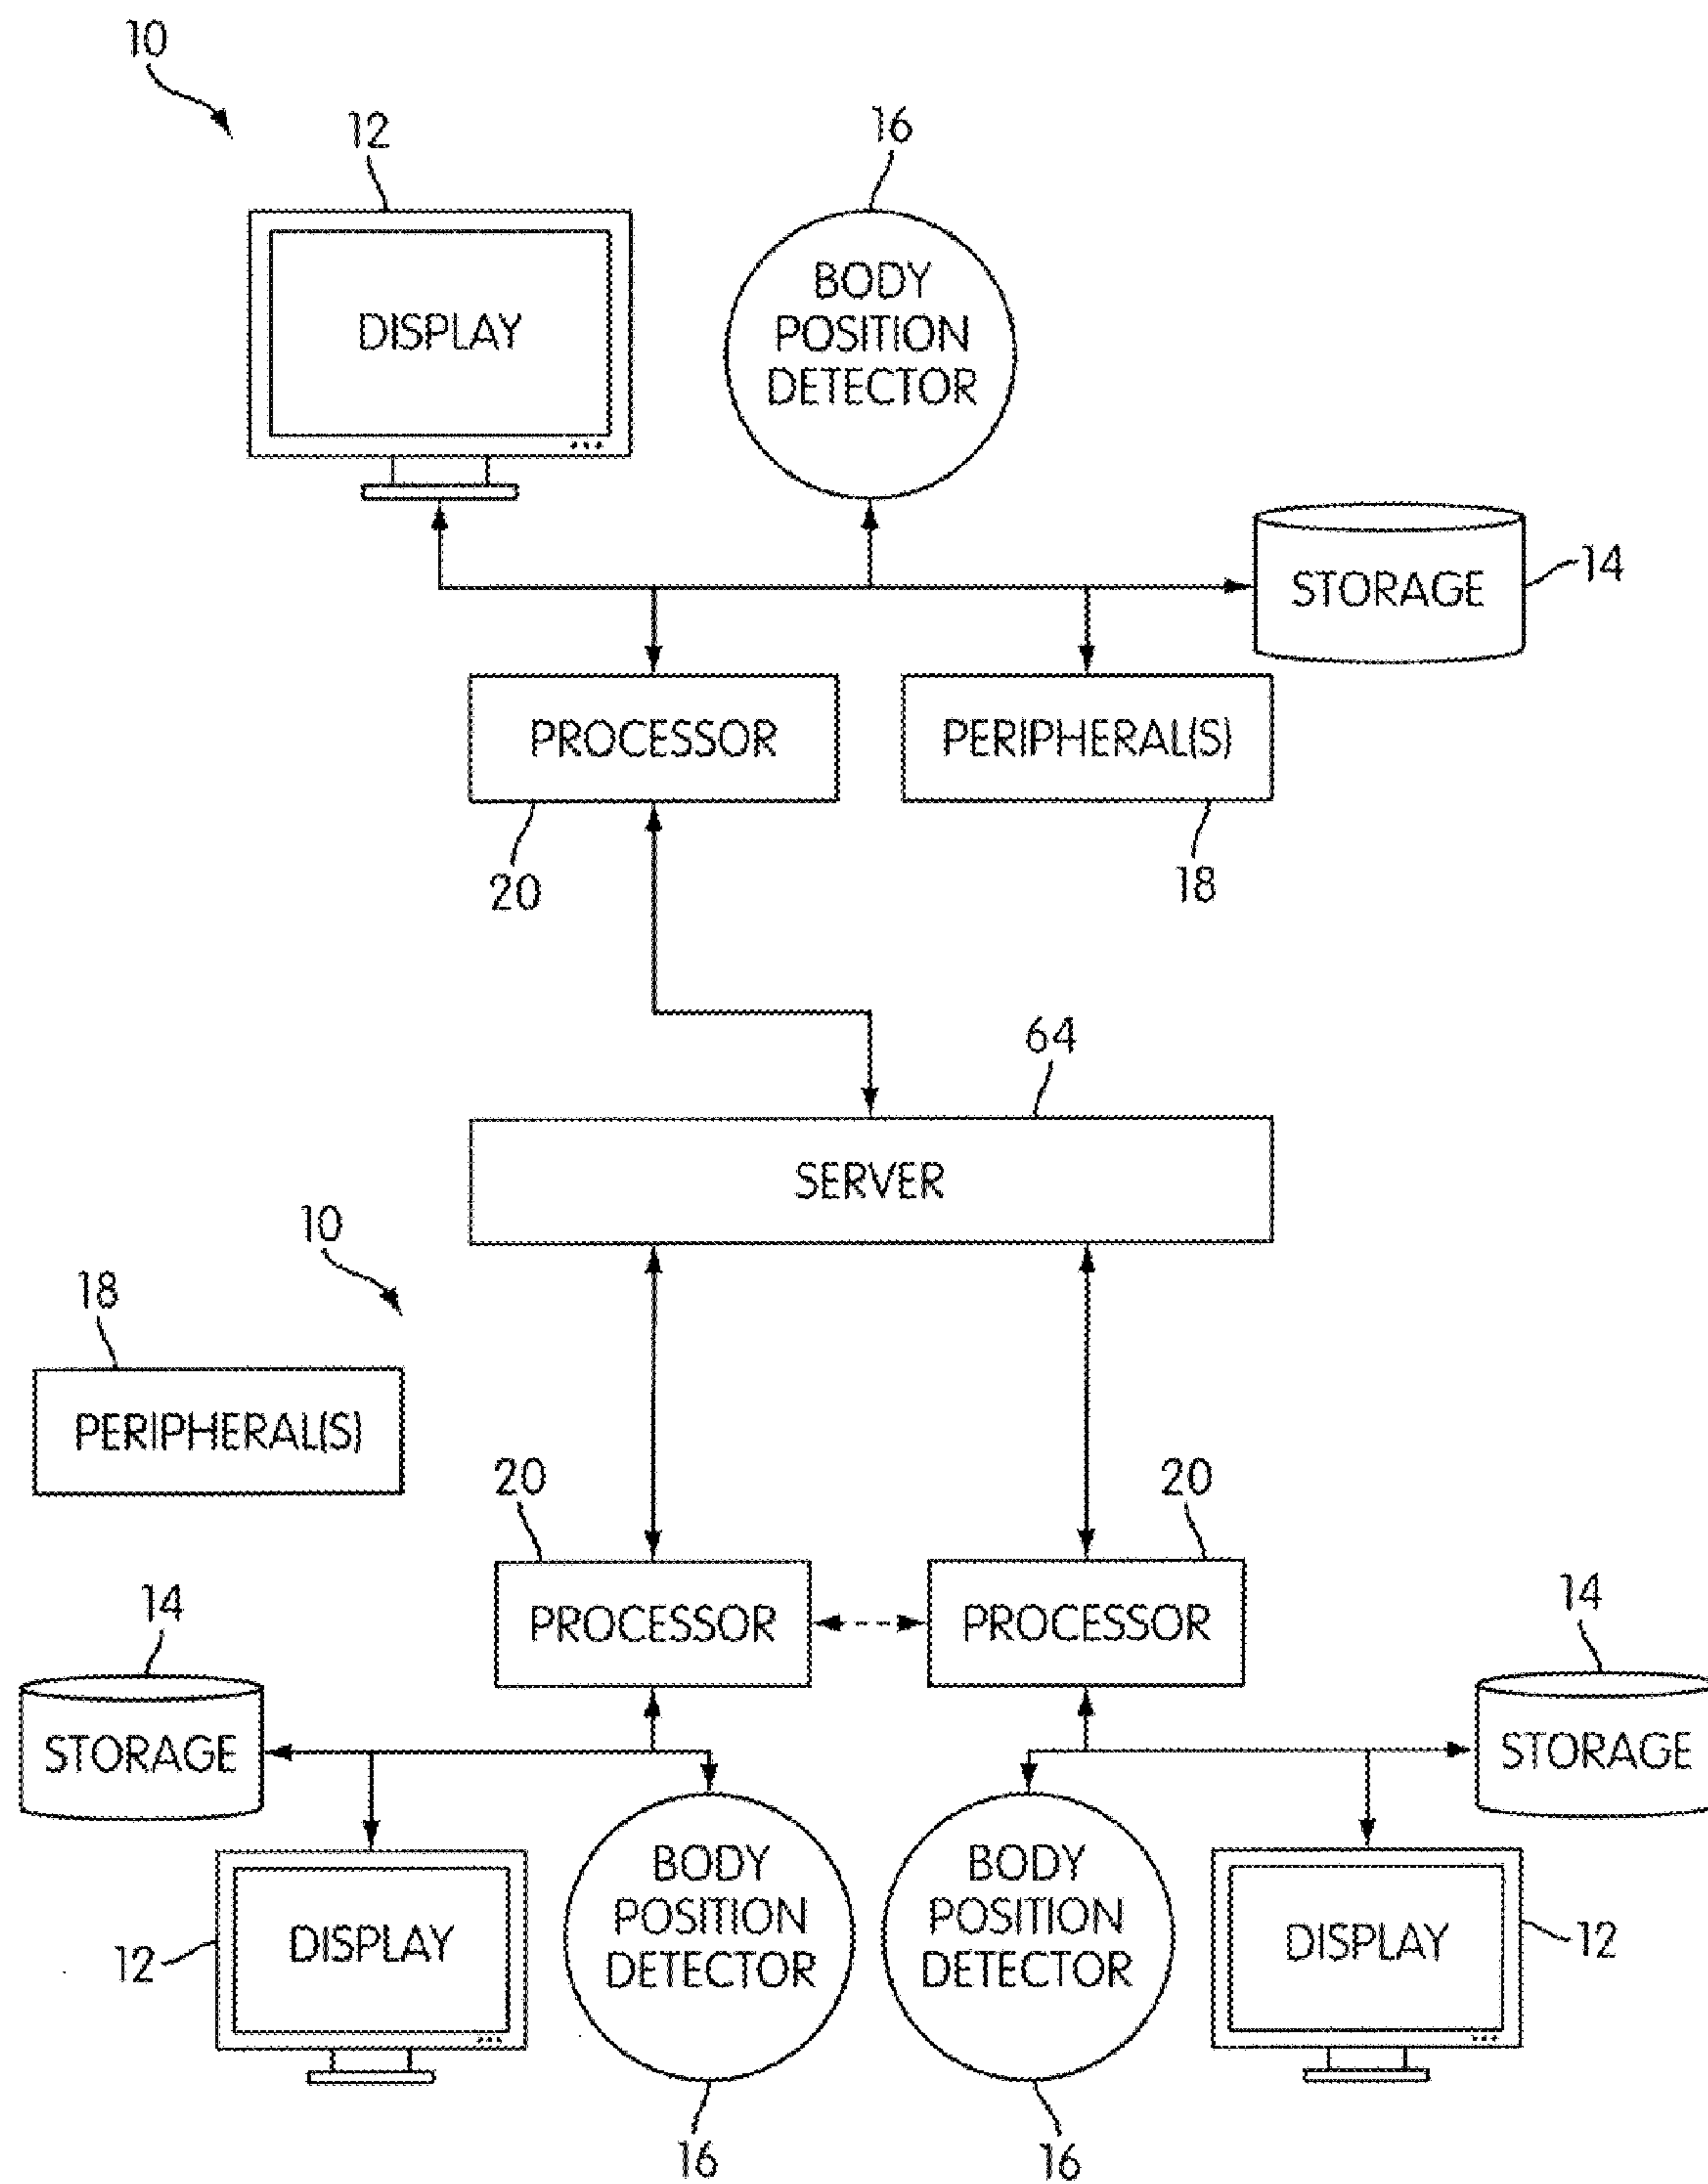 10
12
16
DISPLAY
BODY
POSITION
DETECTOR
STORAGE
14
PROCESSOR
PERIPHERAL(S)
20
18
64
SERVER
10
18
PERIPHERAL(S)
20
20
14
PROCESSOR
PROCESSOR
14
STORAGE
STORAGE
DISPLAY
12
BODY
POSITION
DETECTOR
16
BODY
POSITION
DETECTOR
16
DISPLAY
12